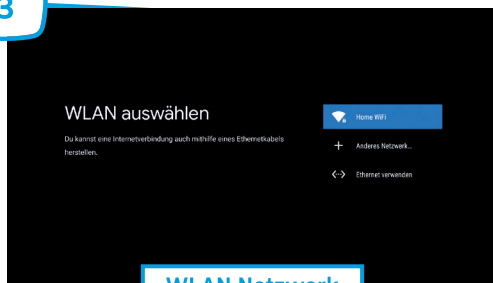 3
WLAN auswählen
Du kannst eine Internetverbindung auch mithilfe eines Ethernetkabels
herstellen.
Home WiFi
Anderes Netzwerk...
Ethernet verwenden
WLAN Netzwerk